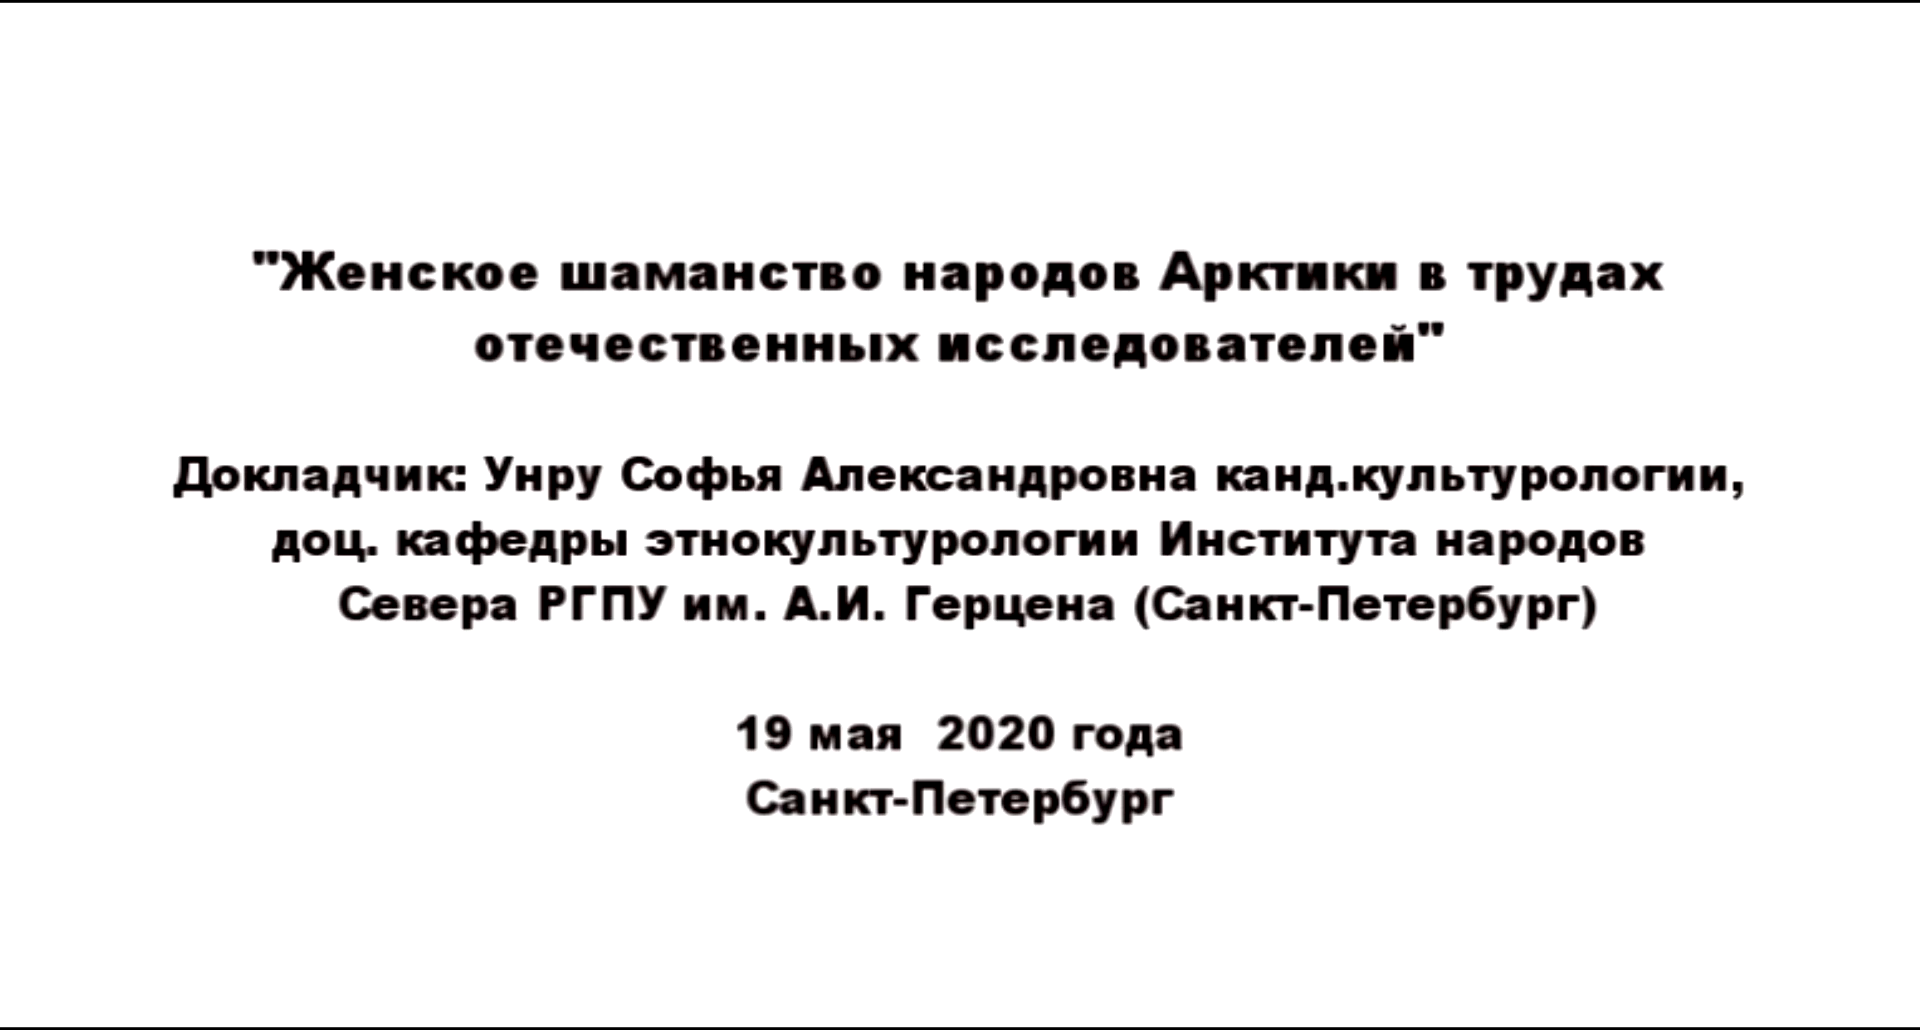 "Женское шаманство народов Арктики в трудах
отечественных исследователей"
Докладчик: Унру Софья Александровна канд.культурологии,
доц. кафедры этнокультурологии Института народов
Севера РГПУ им. А.И. Герцена (Санкт-Петербург)
19 мая  2020 года
Санкт-Петербург